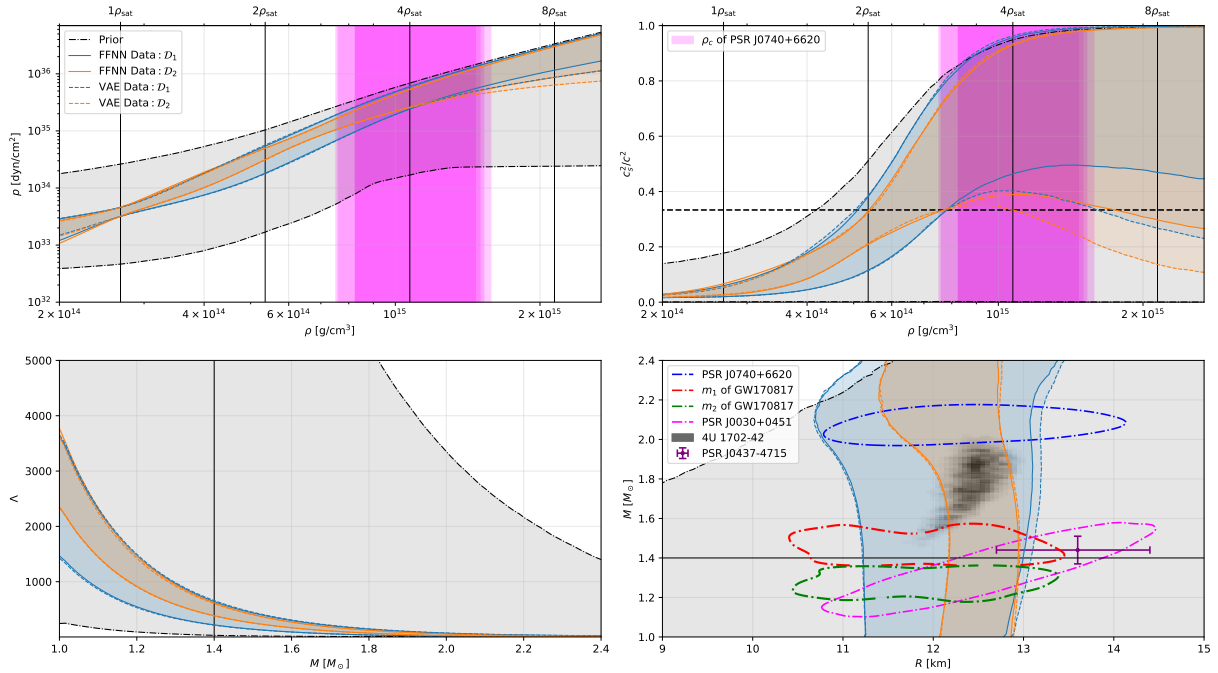 1ρsat 2ρsat 4ρsat 8ρsat
Prior
FFNN Data: 𝒟₁
FFNN Data: 𝒟₂
VAE Data: 𝒟₁
VAE Data: 𝒟₂
10³⁶
10³⁵
10³⁴
10³³
10³²
p [dyn/cm²]
2 × 10¹⁴ 4 × 10¹⁴ 6 × 10¹⁴ 10¹⁵ 2 × 10¹⁵
ρ [g/cm³]
1ρsat 2ρsat 4ρsat 8ρsat
ρc of PSR J0740+6620
1.0
0.8
0.6
0.4
0.2
0.0
cs²/c²
2 × 10¹⁴ 4 × 10¹⁴ 6 × 10¹⁴ 10¹⁵ 2 × 10¹⁵
ρ [g/cm³]
5000
4000
3000
2000
1000
Λ
1.0 1.2 1.4 1.6 1.8 2.0 2.2 2.4
M [M⊙]
PSR J0740+6620
m₁ of GW170817
m₂ of GW170817
PSR J0030+0451
4U 1702-42
PSR J0437-4715
2.4
2.2
2.0
1.8
1.6
1.4
1.2
1.0
M [M⊙]
9 10 11 12 13 14 15
R [km]